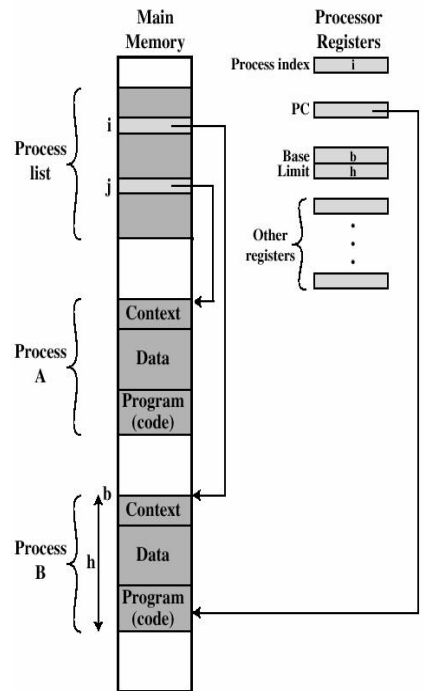 Main
Memory
Processor
Registers
Process index
i
PC
i
Base
b
Limit
h
Process
list
j
Other
registers
Context
Process
A
Data
Program
(code)
b
Context
Process
B
h
Data
Program
(code)